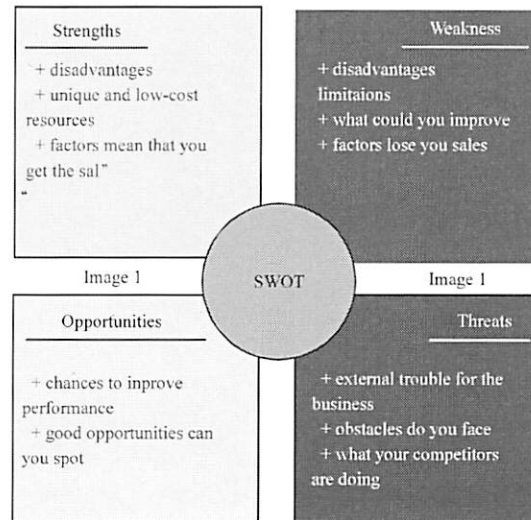 Strengths
+ disadvantages
+ unique and low-cost
resources
+ factors mean that you
get the sal”
“
Weakness
+ disadvantages
limitaions
+ what could you improve
+ factors lose you sales
Image 1
SWOT
Image 1
Opportunities
+ chances to inprove
performance
+ good opportunities can
you spot
Threats
+ external trouble for the
business
+ obstacles do you face
+ what your competitors
are doing